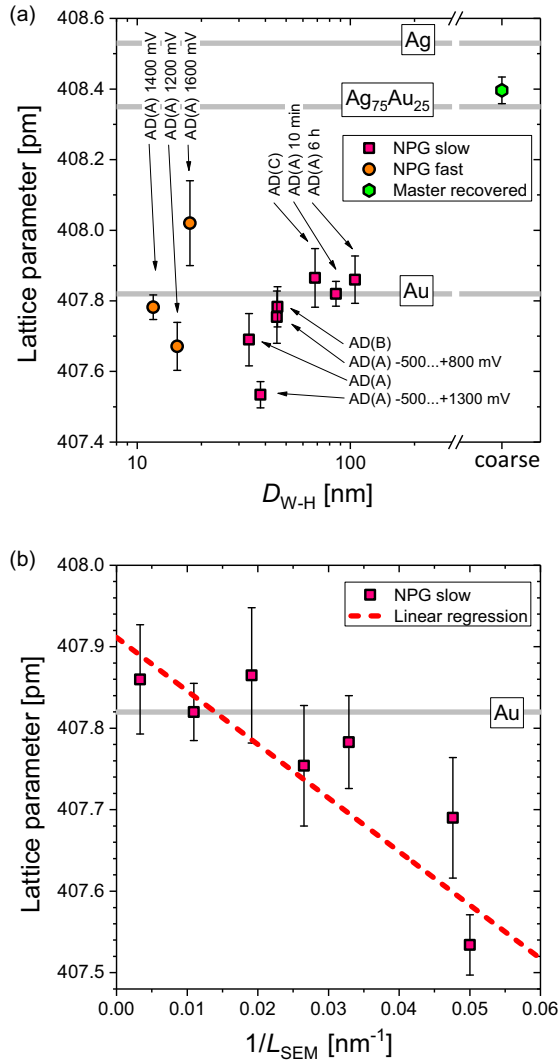 (a)
408.6
408.4
408.2
408.0
407.8
407.6
407.4
Lattice parameter [pm]
AD(A) 1400 mV
AD(A) 1200 mV
AD(A) 1600 mV
Ag
Ag₇₅Au₂₅
NPG slow
NPG fast
Master recovered
AD(C)
AD(A) 10 min
AD(A) 6 h
Au
AD(B)
AD(A) -500...+800 mV
AD(A)
AD(A) -500...+1300 mV
10
100
coarse
D_W-H [nm]
(b)
408.0
407.9
407.8
407.7
407.6
407.5
Lattice parameter [pm]
NPG slow
Linear regression
Au
0.00
0.01
0.02
0.03
0.04
0.05
0.06
1/L_SEM [nm⁻¹]